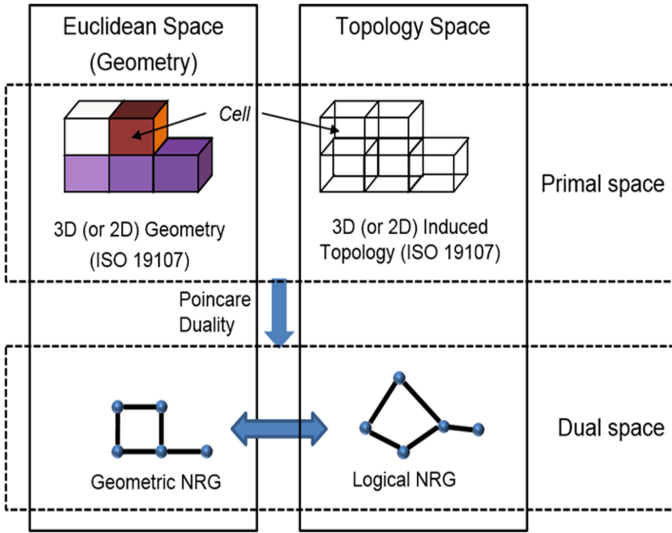 Euclidean Space
(Geometry)
Topology Space
Cell
3D (or 2D) Geometry
(ISO 19107)
3D (or 2D) Induced
Topology (ISO 19107)
Primal space
Poincare
Duality
Geometric NRG
Logical NRG
Dual space